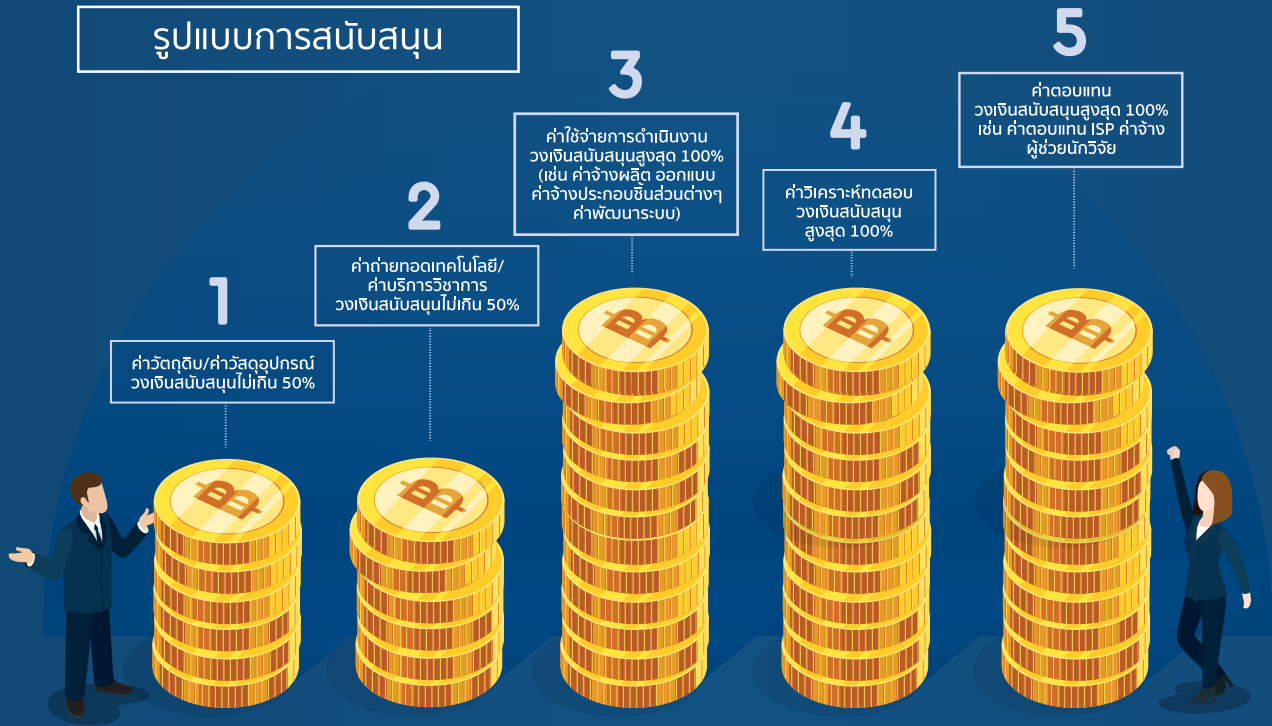 รูปแบบการสนับสนุน
1
ค่าวัตถุดิบ/ค่าวัสดุอุปกรณ์
วงเงินสนับสนุนไม่เกิน 50%
2
ค่าถ่ายทอดเทคโนโลยี/
ค่าบริการวิชาการ
วงเงินสนับสนุนไม่เกิน 50%
3
ค่าใช้จ่ายการดำเนินงาน
วงเงินสนับสนุนสูงสุด 100%
(เช่น ค่าจ้างผลิต ออกแบบ
ค่าจ้างประกอบชิ้นส่วนต่างๆ
ค่าพัฒนาระบบ)
4
ค่าวิเคราะห์ทดสอบ
วงเงินสนับสนุน
สูงสุด 100%
5
ค่าตอบแทน
วงเงินสนับสนุนสูงสุด 100%
เช่น ค่าตอบแทน ISP ค่าจ้าง
ผู้ช่วยนักวิจัย